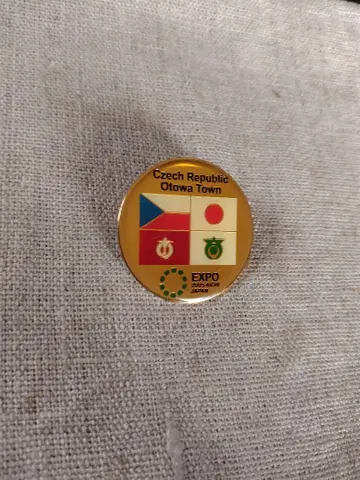 Czech Republic
Otowa Town
EXPO
2005 AICHI
JAPAN